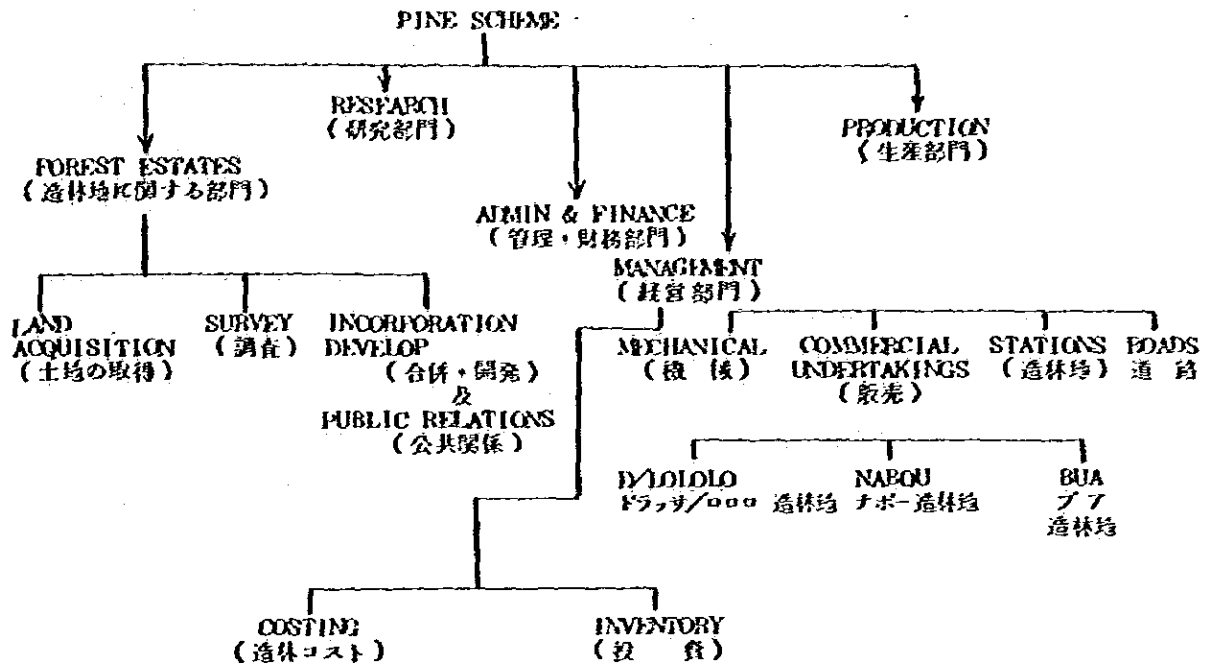 PINE SCHEME
RESEARCH
(研究部門)
PRODUCTION
(生産部門)
FOREST ESTATES
(造林地に関する部門)
ADMIN & FINANCE
(管理・財務部門)
MANAGEMENT
(経営部門)
LAND
ACQUISITION
(土地の取得)
SURVEY
(調査)
INCORPORATION
DEVELOP
(合併・開発)
及
PUBLIC RELATIONS
(公共関係)
MECHANICAL
(機械)
COMMERCIAL
UNDERTAKINGS
(販売)
STATIONS
(造林地)
ROADS
道路
D/LOLOLO
ドラッサ/ロロロ 造林地
NABOU
ナボー造林地
BUA
ブア
造林地
COSTING
(造林コスト)
INVENTORY
(投 費)